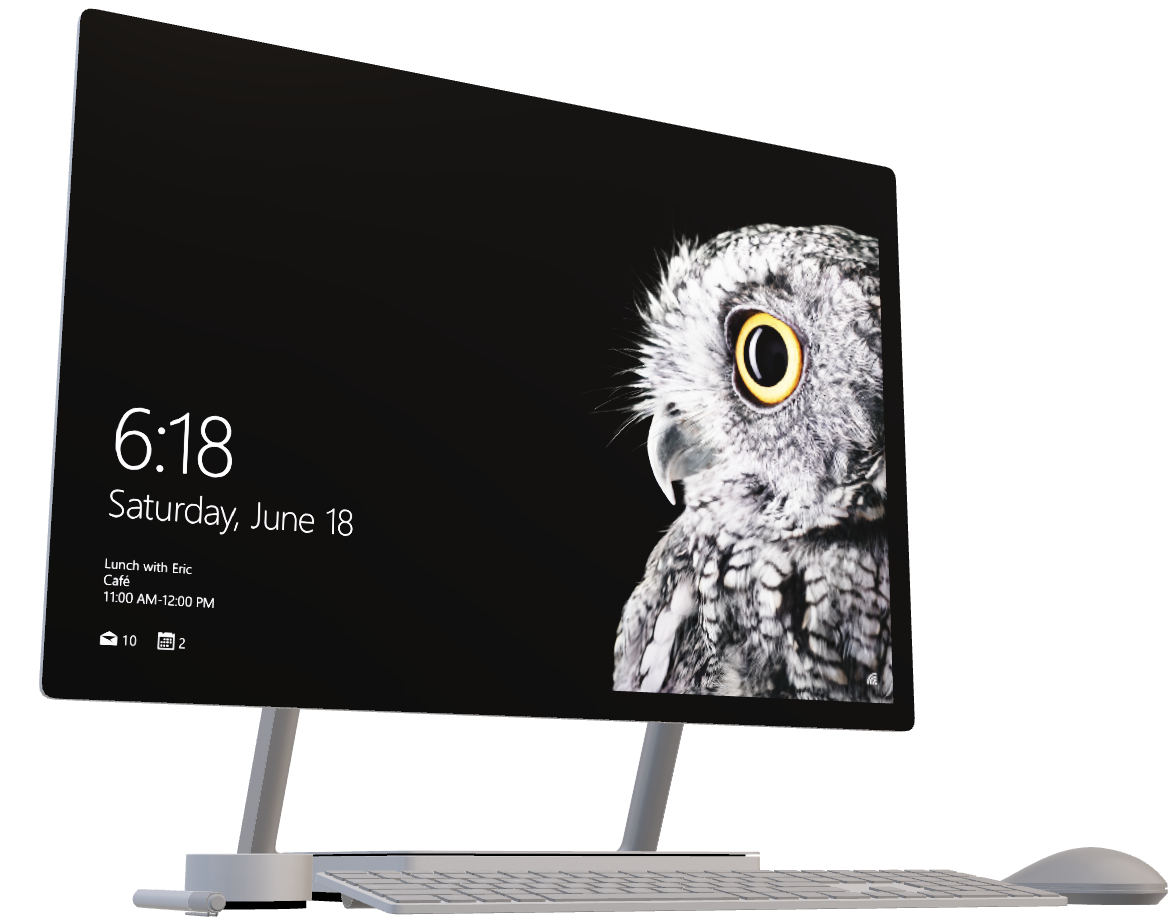 6:18
Saturday, June 18
Lunch with Eric
Café
11:00 AM-12:00 PM
10 2